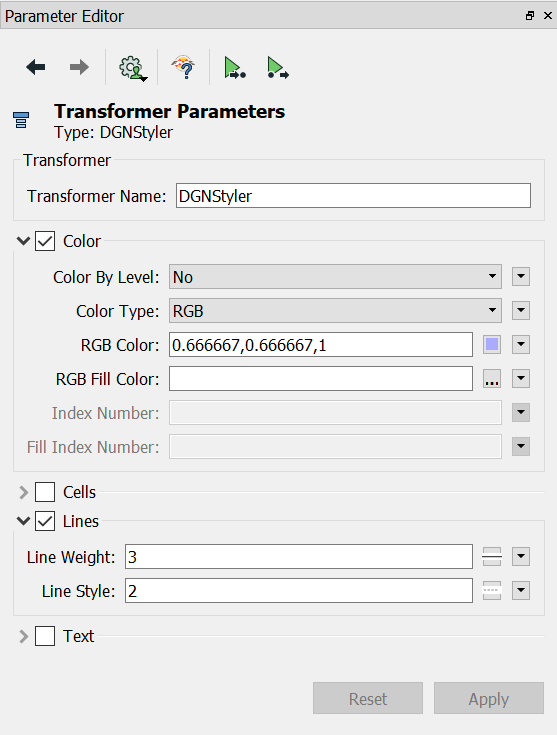 Parameter Editor
Transformer Parameters
Type: DGNStyler
Transformer
Transformer Name: DGNStyler
Color
Color By Level: No
Color Type: RGB
RGB Color: 0.666667,0.666667,1
RGB Fill Color: ...
Index Number:
Fill Index Number:
Cells
Lines
Line Weight: 3
Line Style: 2
Text
Reset Apply